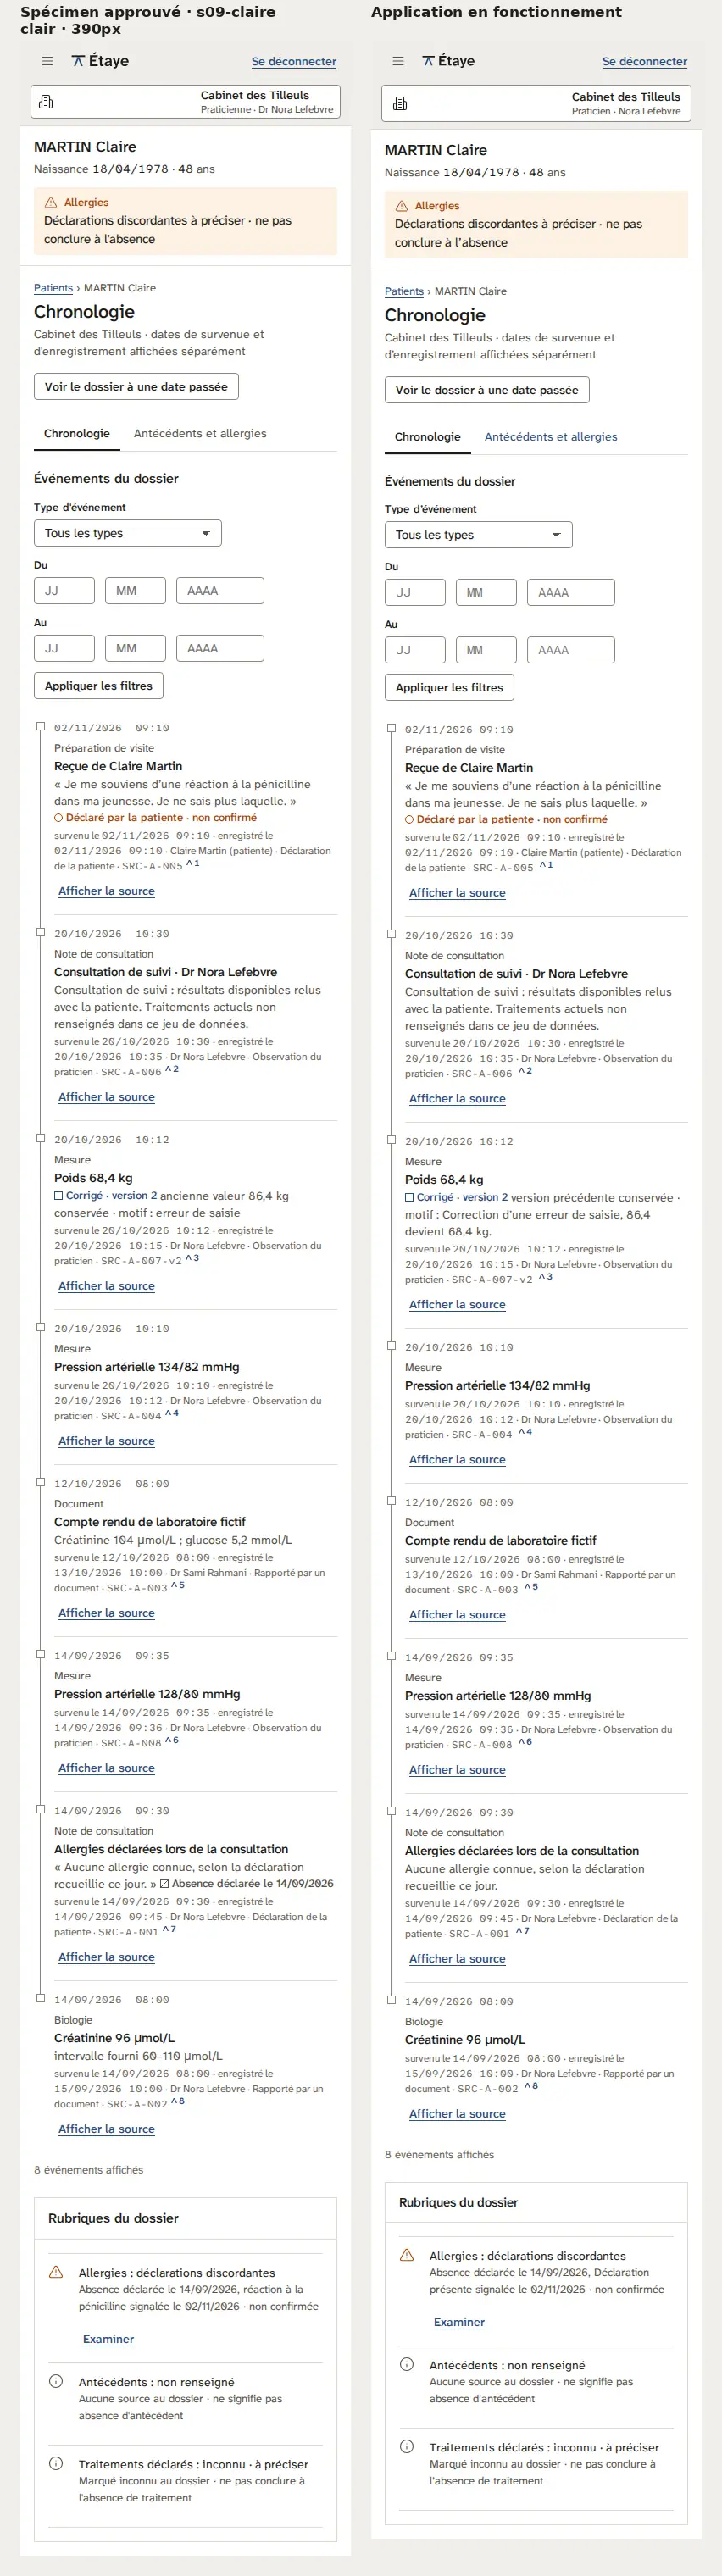 Spécimen approuvé · s09-claire
clair · 390px
Étaye
Se déconnecter
Cabinet des Tilleuls
Praticienne · Dr Nora Lefebvre
MARTIN Claire
Naissance 18/04/1978 · 48 ans
Allergies
Déclarations discordantes à préciser · ne pas
conclure à l'absence
Patients › MARTIN Claire
Chronologie
Cabinet des Tilleuls · dates de survenue et
d'enregistrement affichées séparément
Voir le dossier à une date passée
Chronologie
Antécédents et allergies
Événements du dossier
Type d'événement
Tous les types
Du
JJ
MM
AAAA
Au
JJ
MM
AAAA
Appliquer les filtres
02/11/2026 09:10
Préparation de visite
Reçue de Claire Martin
« Je me souviens d'une réaction à la pénicilline
dans ma jeunesse. Je ne sais plus laquelle. »
Déclaré par la patiente · non confirmé
survenu le 02/11/2026 09:10 · enregistré le
02/11/2026 09:10 · Claire Martin (patiente) · Déclaration
de la patiente · SRC-A-005 ^1
Afficher la source
20/10/2026 10:30
Note de consultation
Consultation de suivi · Dr Nora Lefebvre
Consultation de suivi : résultats disponibles relus
avec la patiente. Traitements actuels non
renseignés dans ce jeu de données.
survenu le 20/10/2026 10:30 · enregistré le
20/10/2026 10:35 · Dr Nora Lefebvre · Observation du
praticien · SRC-A-006 ^2
Afficher la source
20/10/2026 10:12
Mesure
Poids 68,4 kg
Corrigé · version 2 ancienne valeur 86,4 kg
conservée · motif : erreur de saisie
survenu le 20/10/2026 10:12 · enregistré le
20/10/2026 10:15 · Dr Nora Lefebvre · Observation du
praticien · SRC-A-007-v2 ^3
Afficher la source
20/10/2026 10:10
Mesure
Pression artérielle 134/82 mmHg
survenu le 20/10/2026 10:10 · enregistré le
20/10/2026 10:12 · Dr Nora Lefebvre · Observation du
praticien · SRC-A-004 ^4
Afficher la source
12/10/2026 08:00
Document
Compte rendu de laboratoire fictif
Créatinine 104 µmol/L ; glucose 5,2 mmol/L
survenu le 12/10/2026 08:00 · enregistré le
13/10/2026 10:00 · Dr Sami Rahmani · Rapporté par un
document · SRC-A-003 ^5
Afficher la source
14/09/2026 09:35
Mesure
Pression artérielle 128/80 mmHg
survenu le 14/09/2026 09:35 · enregistré le
14/09/2026 09:36 · Dr Nora Lefebvre · Observation du
praticien · SRC-A-008 ^6
Afficher la source
14/09/2026 09:30
Note de consultation
Allergies déclarées lors de la consultation
« Aucune allergie connue, selon la déclaration
recueillie ce jour. » Absence déclarée le 14/09/2026
survenu le 14/09/2026 09:30 · enregistré le
14/09/2026 09:45 · Dr Nora Lefebvre · Déclaration de la
patiente · SRC-A-001 ^7
Afficher la source
14/09/2026 08:00
Biologie
Créatinine 96 µmol/L
intervalle fourni 60–110 µmol/L
survenu le 14/09/2026 08:00 · enregistré le
15/09/2026 10:00 · Dr Nora Lefebvre · Rapporté par un
document · SRC-A-002 ^8
Afficher la source
8 événements affichés
Rubriques du dossier
Allergies : déclarations discordantes
Absence déclarée le 14/09/2026, réaction à la
pénicilline signalée le 02/11/2026 · non confirmée
Examiner
Antécédents : non renseigné
Aucune source au dossier · ne signifie pas
absence d'antécédent
Traitements déclarés : inconnu · à préciser
Marqué inconnu au dossier · ne pas conclure à
l'absence de traitement
Application en fonctionnement
Étaye
Se déconnecter
Cabinet des Tilleuls
Praticien · Nora Lefebvre
MARTIN Claire
Naissance 18/04/1978 · 48 ans
Allergies
Déclarations discordantes à préciser · ne pas
conclure à l’absence
Patients › MARTIN Claire
Chronologie
Cabinet des Tilleuls · dates de survenue et
d’enregistrement affichées séparément
Voir le dossier à une date passée
Chronologie
Antécédents et allergies
Événements du dossier
Type d’événement
Tous les types
Du
JJ
MM
AAAA
Au
JJ
MM
AAAA
Appliquer les filtres
02/11/2026 09:10
Préparation de visite
Reçue de Claire Martin
« Je me souviens d’une réaction à la pénicilline
dans ma jeunesse. Je ne sais plus laquelle. »
Déclaré par la patiente · non confirmé
survenu le 02/11/2026 09:10 · enregistré le
02/11/2026 09:10 · Claire Martin (patiente) · Déclaration
de la patiente · SRC-A-005 ^1
Afficher la source
20/10/2026 10:30
Note de consultation
Consultation de suivi · Dr Nora Lefebvre
Consultation de suivi : résultats disponibles relus
avec la patiente. Traitements actuels non
renseignés dans ce jeu de données.
survenu le 20/10/2026 10:30 · enregistré le
20/10/2026 10:35 · Dr Nora Lefebvre · Observation du
praticien · SRC-A-006 ^2
Afficher la source
20/10/2026 10:12
Mesure
Poids 68,4 kg
Corrigé · version 2 version précédente conservée ·
motif : Correction d’une erreur de saisie, 86,4
devient 68,4 kg.
survenu le 20/10/2026 10:12 · enregistré le
20/10/2026 10:15 · Dr Nora Lefebvre · Observation du
praticien · SRC-A-007-v2 ^3
Afficher la source
20/10/2026 10:10
Mesure
Pression artérielle 134/82 mmHg
survenu le 20/10/2026 10:10 · enregistré le
20/10/2026 10:12 · Dr Nora Lefebvre · Observation du
praticien · SRC-A-004 ^4
Afficher la source
12/10/2026 08:00
Document
Compte rendu de laboratoire fictif
survenu le 12/10/2026 08:00 · enregistré le
13/10/2026 10:00 · Dr Sami Rahmani · Rapporté par un
document · SRC-A-003 ^5
Afficher la source
14/09/2026 09:35
Mesure
Pression artérielle 128/80 mmHg
survenu le 14/09/2026 09:35 · enregistré le
14/09/2026 09:36 · Dr Nora Lefebvre · Observation du
praticien · SRC-A-008 ^6
Afficher la source
14/09/2026 09:30
Note de consultation
Allergies déclarées lors de la consultation
Aucune allergie connue, selon la déclaration
recueillie ce jour.
survenu le 14/09/2026 09:30 · enregistré le
14/09/2026 09:45 · Dr Nora Lefebvre · Déclaration de la
patiente · SRC-A-001 ^7
Afficher la source
14/09/2026 08:00
Biologie
Créatinine 96 µmol/L
survenu le 14/09/2026 08:00 · enregistré le
15/09/2026 10:00 · Dr Nora Lefebvre · Rapporté par un
document · SRC-A-002 ^8
Afficher la source
8 événements affichés
Rubriques du dossier
Allergies : déclarations discordantes
Absence déclarée le 14/09/2026, Déclaration
présente signalée le 02/11/2026 · non confirmée
Examiner
Antécédents : non renseigné
Aucune source au dossier · ne signifie pas
absence d’antécédent
Traitements déclarés : inconnu · à préciser
Marqué inconnu au dossier · ne pas conclure à
l’absence de traitement